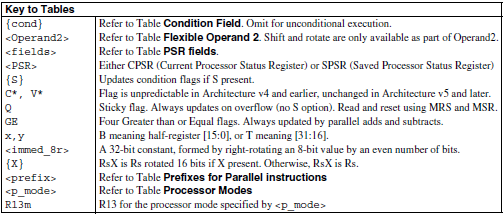 Key to Tables
{cond} Refer to Table Condition Field. Omit for unconditional execution.
<Operand2> Refer to Table Flexible Operand 2. Shift and rotate are only available as part of Operand2.
<fields> Refer to Table PSR fields.
<PSR> Either CPSR (Current Processor Status Register) or SPSR (Saved Processor Status Register)
{S} Updates condition flags if S present.
C*, V* Flag is unpredictable in Architecture v4 and earlier, unchanged in Architecture v5 and later.
Q Sticky flag. Always updates on overflow (no S option). Read and reset using MRS and MSR.
GE Four Greater than or Equal flags. Always updated by parallel adds and subtracts.
x,y B meaning half-register [15:0], or T meaning [31:16].
<immed_8r> A 32-bit constant, formed by right-rotating an 8-bit value by an even number of bits.
{X} RsX is Rs rotated 16 bits if X present. Otherwise, RsX is Rs.
<prefix> Refer to Table Prefixes for Parallel instructions
<p_mode> Refer to Table Processor Modes
R13m R13 for the processor mode specified by <p_mode>